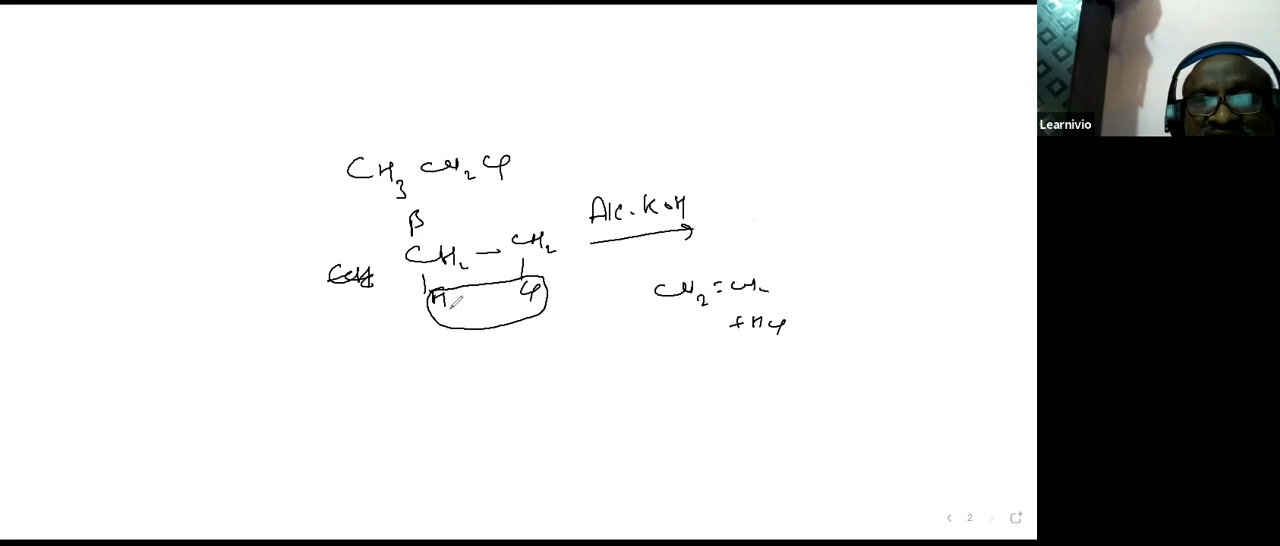 CH3 CH2 Cl
β
CH2 — CH2
H Cl
Alc. KOH
CH2 = CH2
+ HCl
Learnivio
2